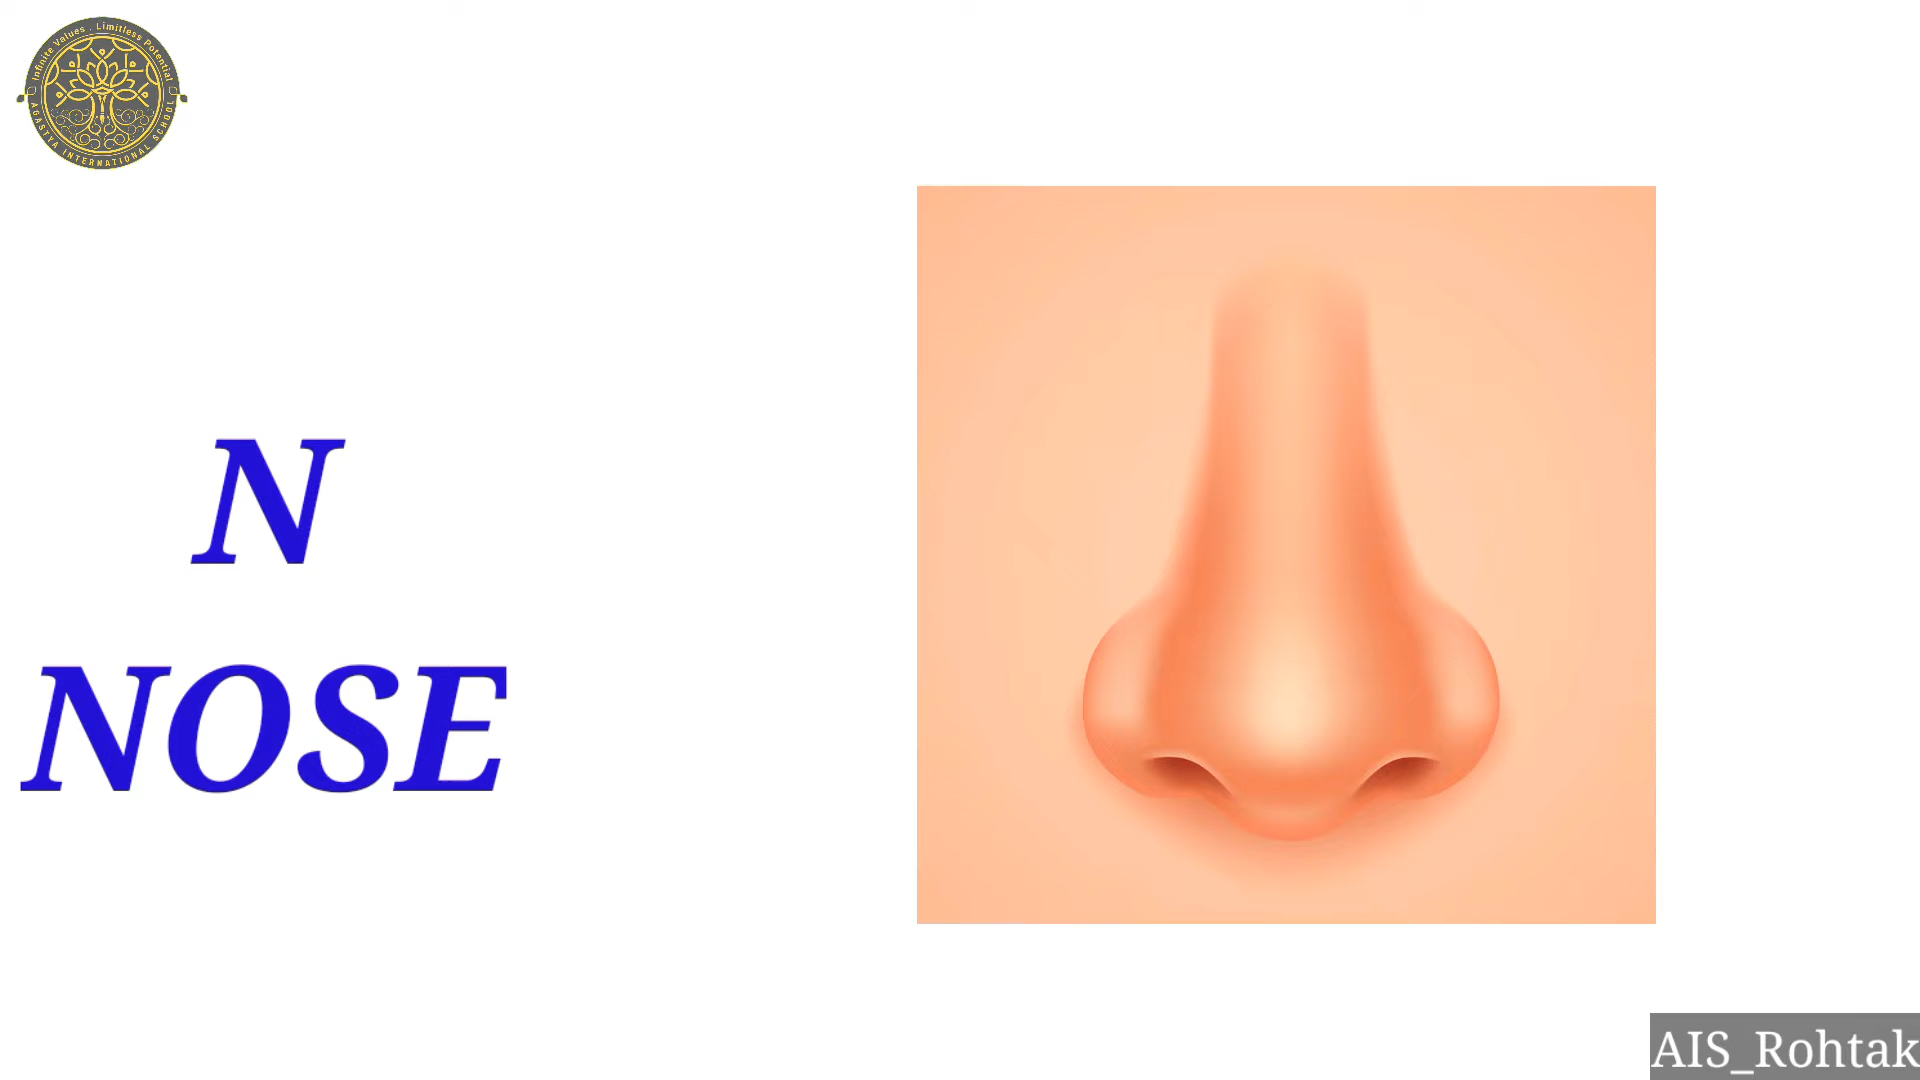 Infinite Values . Limitless Potential
AGASTYA INTERNATIONAL SCHOOL
N
NOSE
AIS_Rohtak